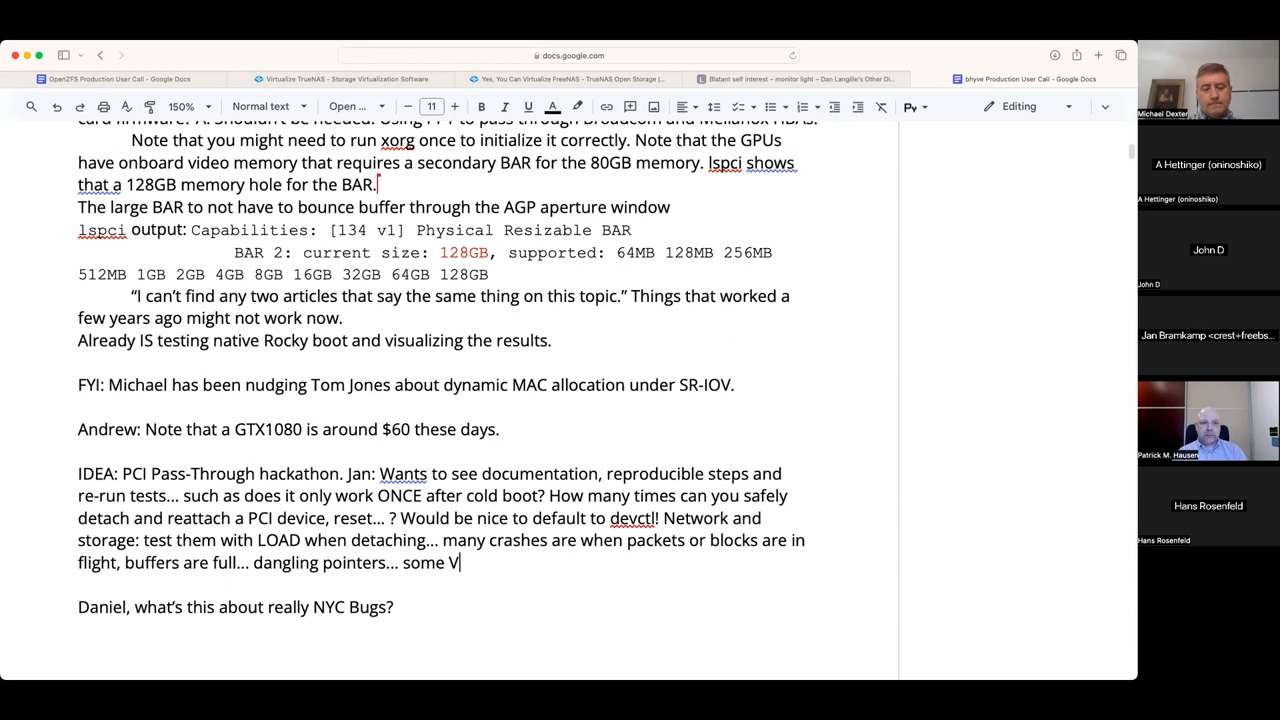 docs.google.com
OpenZFS Production User Call - Google Docs
Virtualize TrueNAS - Storage Virtualization Software
Yes, You Can Virtualize FreeNAS - TrueNAS Open Storage |...
Blatant self interest – monitor light – Dan Langille's Other Di...
bhyve Production User Call - Google Docs
150%
Normal text
Open ...
11
Editing
Note that you might need to run xorg once to initialize it correctly. Note that the GPUs
have onboard video memory that requires a secondary BAR for the 80GB memory. lspci shows
that a 128GB memory hole for the BAR.
The large BAR to not have to bounce buffer through the AGP aperture window
lspci output: Capabilities: [134 v1] Physical Resizable BAR
BAR 2: current size: 128GB, supported: 64MB 128MB 256MB
512MB 1GB 2GB 4GB 8GB 16GB 32GB 64GB 128GB
“I can’t find any two articles that say the same thing on this topic.” Things that worked a
few years ago might not work now.
Already IS testing native Rocky boot and visualizing the results.
FYI: Michael has been nudging Tom Jones about dynamic MAC allocation under SR-IOV.
Andrew: Note that a GTX1080 is around $60 these days.
IDEA: PCI Pass-Through hackathon. Jan: Wants to see documentation, reproducible steps and
re-run tests... such as does it only work ONCE after cold boot? How many times can you safely
detach and reattach a PCI device, reset... ? Would be nice to default to devctl! Network and
storage: test them with LOAD when detaching... many crashes are when packets or blocks are in
flight, buffers are full... dangling pointers... some V
Daniel, what’s this about really NYC Bugs?
Michael Dexter
A Hettinger (oninoshiko)
A Hettinger (oninoshiko)
John D
John D
Jan Bramkamp <crest+freebs...
Patrick M. Hausen
Hans Rosenfeld
Hans Rosenfeld